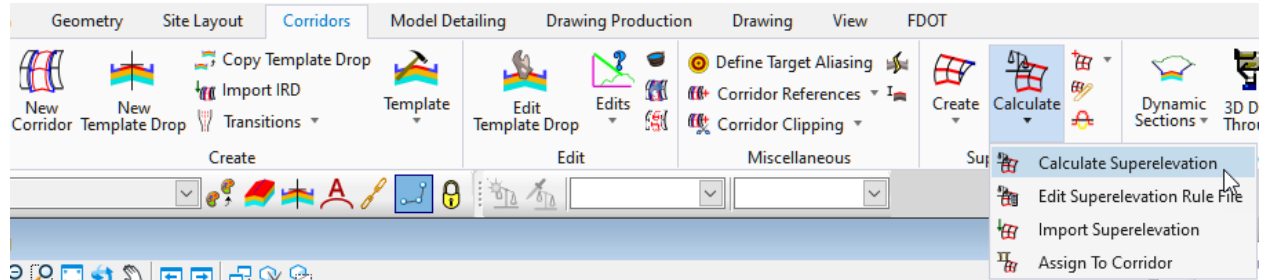 Geometry Site Layout Corridors Model Detailing Drawing Production Drawing View FDOT
New Corridor
New Template Drop
Copy Template Drop
Import IRD
Transitions
Create
Template
Edit Template Drop
Edits
Edit
Define Target Aliasing
Corridor References
Corridor Clipping
Miscellaneous
Create
Calculate
Dynamic Sections
Calculate Superelevation
Edit Superelevation Rule File
Import Superelevation
Assign To Corridor